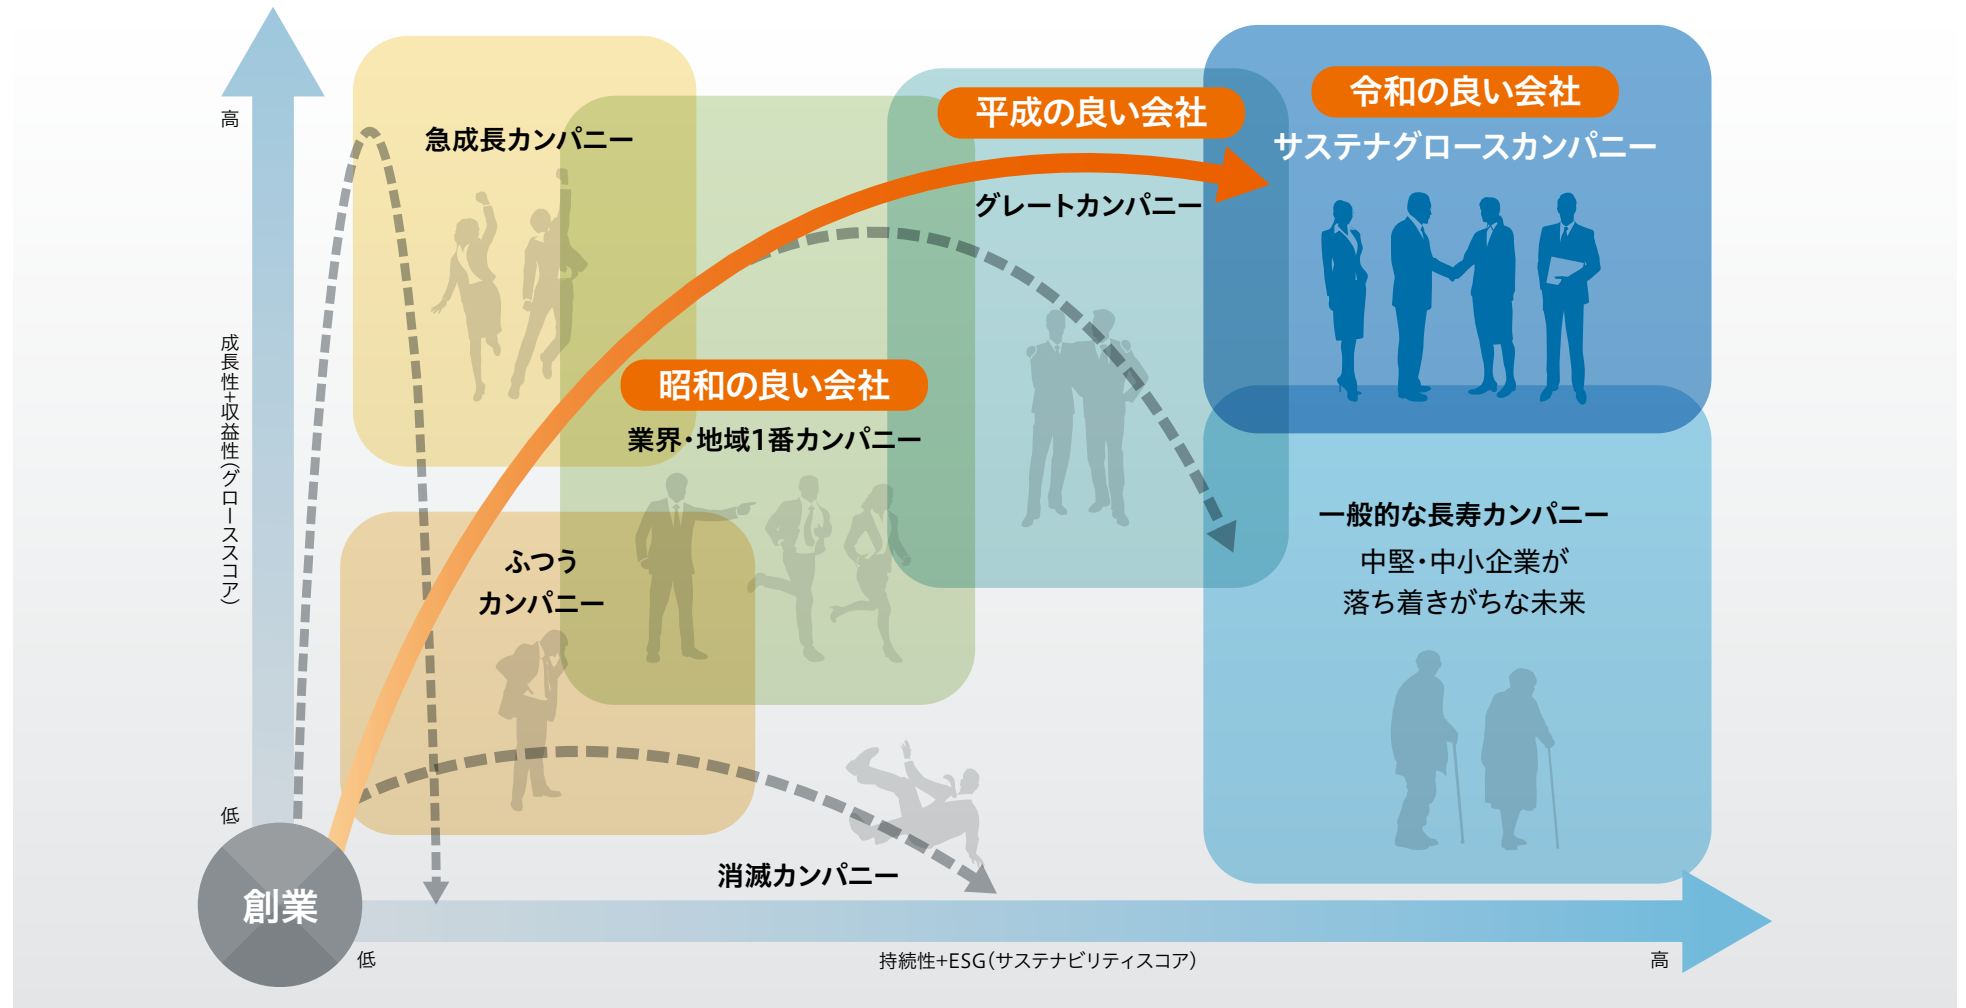 高
急成長カンパニー
平成の良い会社
グレートカンパニー
令和の良い会社
サステナグロースカンパニー
成長性+収益性(グローススコア)
昭和の良い会社
業界・地域1番カンパニー
ふつう
カンパニー
一般的な長寿カンパニー
中堅・中小企業が
落ち着きがちな未来
低
消滅カンパニー
創業
低
持続性+ESG(サステナビリティスコア)
高